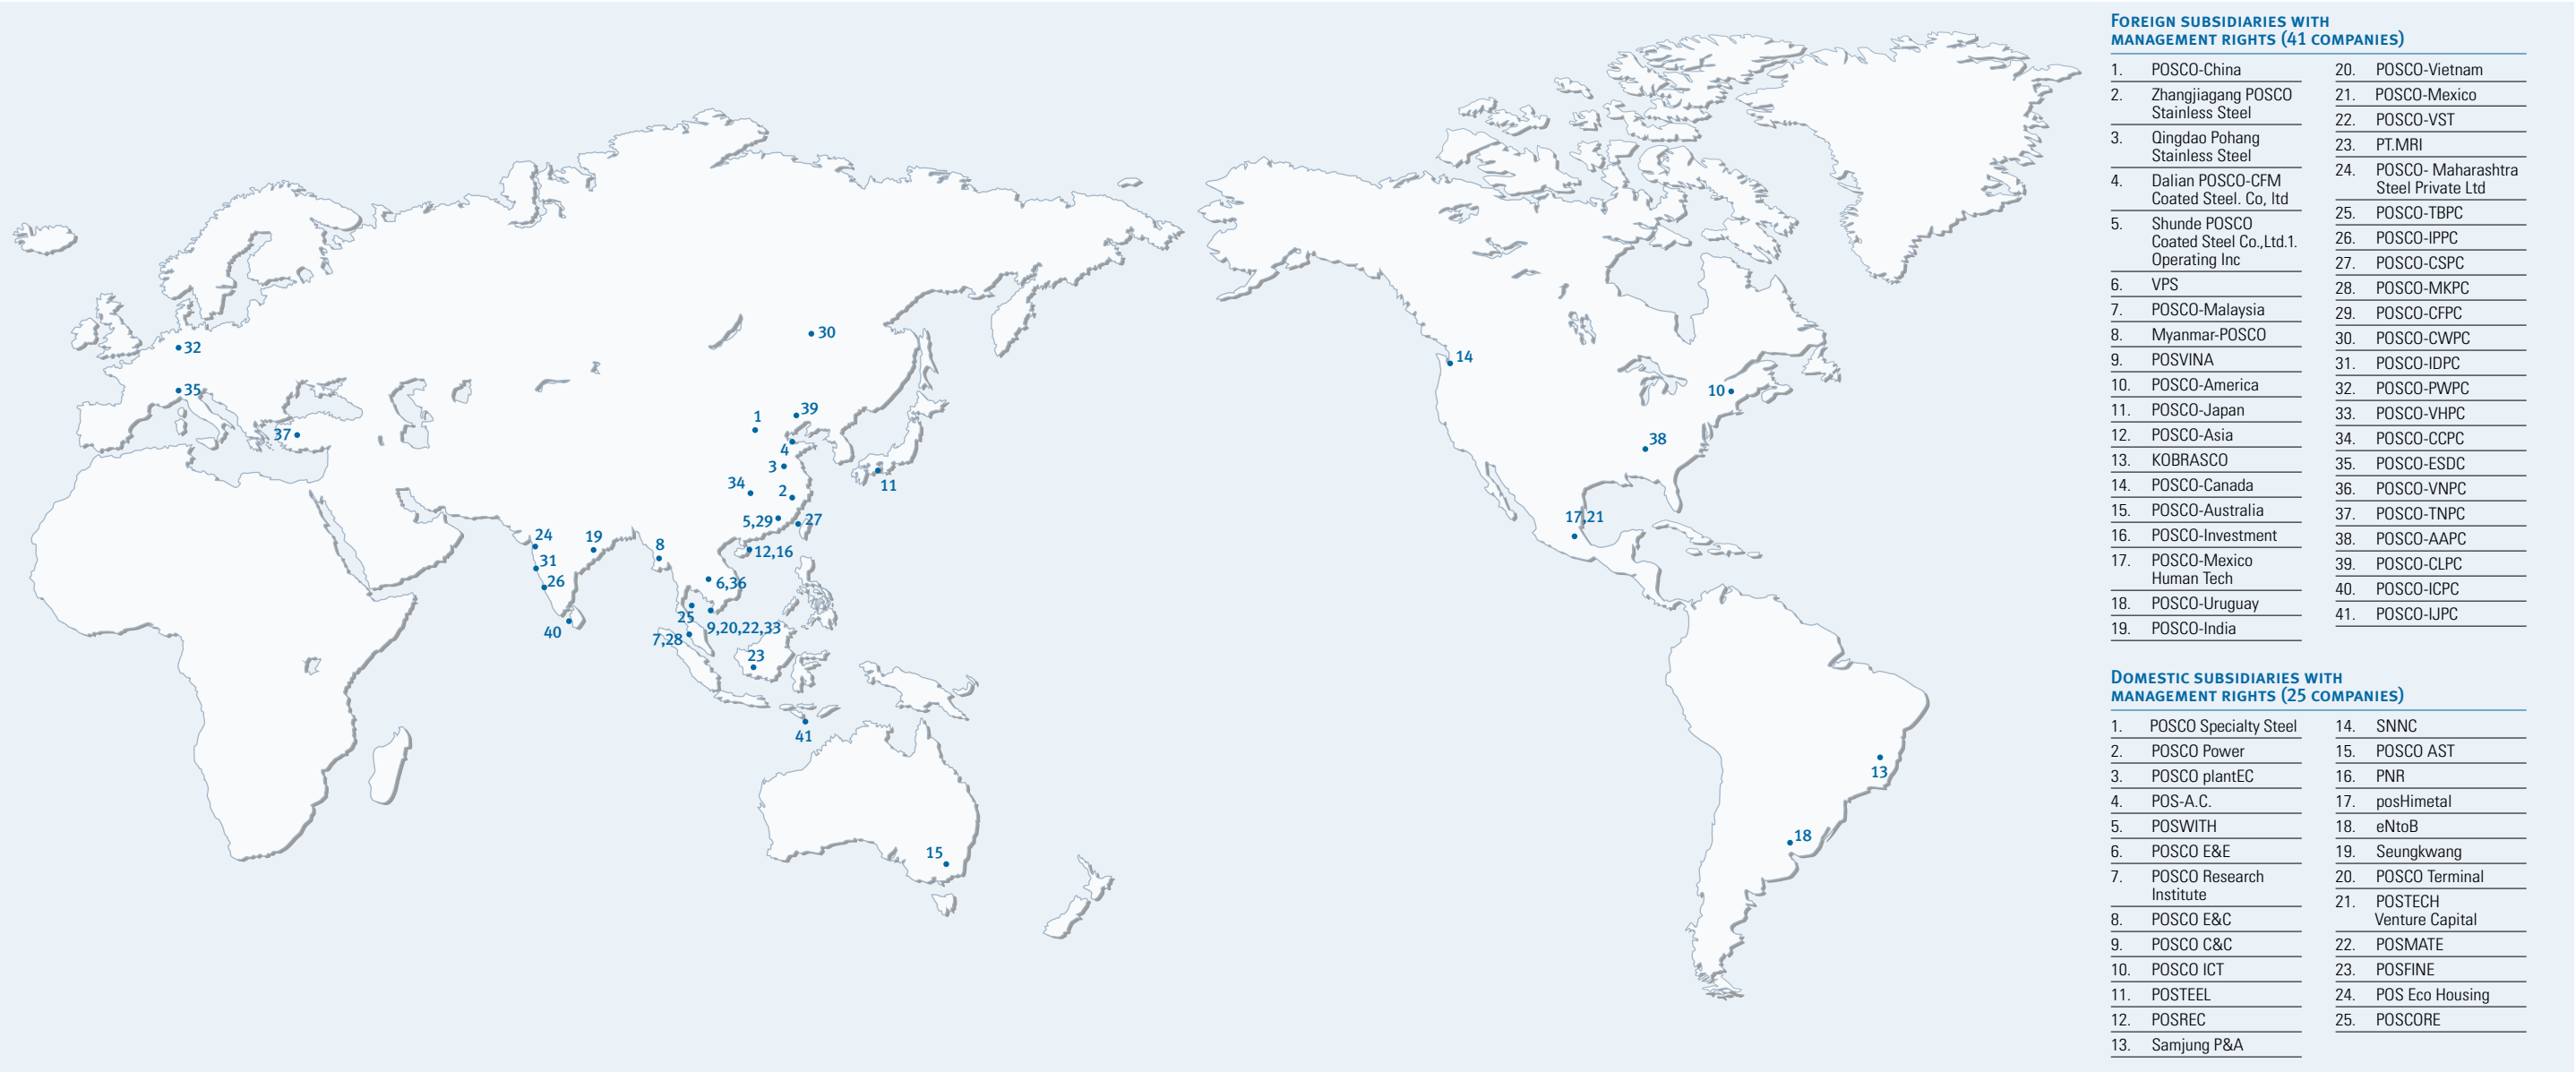 32
35
37
30
1
39
4
3
34
2
5,29
27
12,16
11
24
31
26
19
40
8
6,36
25
9,20,22,33
7,28
23
41
15
14
10
38
17,21
13
18
FOREIGN SUBSIDIARIES WITH
MANAGEMENT RIGHTS (41 COMPANIES)
1. POSCO-China
2. Zhangjiagang POSCO
Stainless Steel
3. Qingdao Pohang
Stainless Steel
4. Dalian POSCO-CFM
Coated Steel. Co, ltd
5. Shunde POSCO
Coated Steel Co.,Ltd.1.
Operating Inc
6. VPS
7. POSCO-Malaysia
8. Myanmar-POSCO
9. POSVINA
10. POSCO-America
11. POSCO-Japan
12. POSCO-Asia
13. KOBRASCO
14. POSCO-Canada
15. POSCO-Australia
16. POSCO-Investment
17. POSCO-Mexico
Human Tech
18. POSCO-Uruguay
19. POSCO-India
20. POSCO-Vietnam
21. POSCO-Mexico
22. POSCO-VST
23. PT.MRI
24. POSCO- Maharashtra
Steel Private Ltd
25. POSCO-TBPC
26. POSCO-IPPC
27. POSCO-CSPC
28. POSCO-MKPC
29. POSCO-CFPC
30. POSCO-CWPC
31. POSCO-IDPC
32. POSCO-PWPC
33. POSCO-VHPC
34. POSCO-CCPC
35. POSCO-ESDC
36. POSCO-VNPC
37. POSCO-TNPC
38. POSCO-AAPC
39. POSCO-CLPC
40. POSCO-ICPC
41. POSCO-IJPC
DOMESTIC SUBSIDIARIES WITH
MANAGEMENT RIGHTS (25 COMPANIES)
1. POSCO Specialty Steel
2. POSCO Power
3. POSCO plantEC
4. POS-A.C.
5. POSWITH
6. POSCO E&E
7. POSCO Research
Institute
8. POSCO E&C
9. POSCO C&C
10. POSCO ICT
11. POSTEEL
12. POSREC
13. Samjung P&A
14. SNNC
15. POSCO AST
16. PNR
17. posHimetal
18. eNtoB
19. Seungkwang
20. POSCO Terminal
21. POSTECH
Venture Capital
22. POSMATE
23. POSFINE
24. POS Eco Housing
25. POSCORE